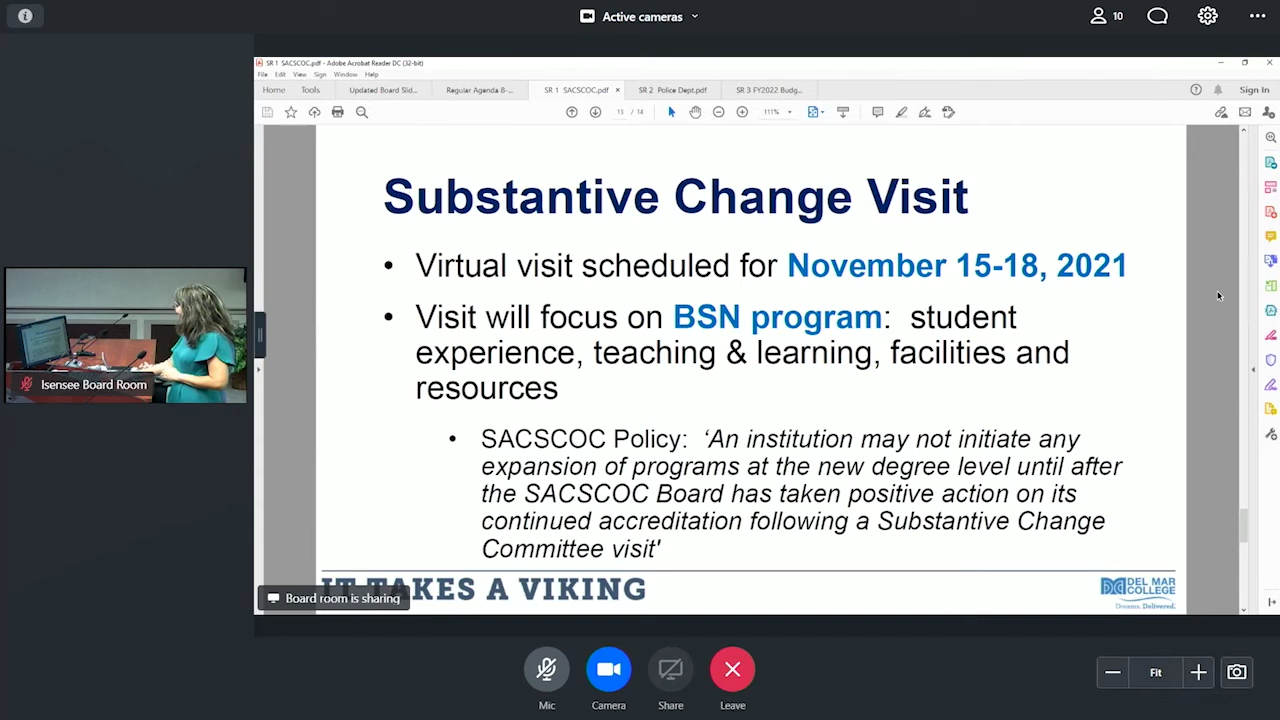 Active cameras
10
SR 1 SACSCOC.pdf - Adobe Acrobat Reader DC (32-bit)
File Edit View Sign Window Help
Home Tools Updated Board Slid... Regular Agenda 8-... SR 1 SACSCOC.pdf × SR 2 Police Dept.pdf SR 3 FY2022 Budg... Sign In
13 / 14 111%
Substantive Change Visit
• Virtual visit scheduled for November 15-18, 2021
• Visit will focus on BSN program: student
experience, teaching & learning, facilities and
resources
• SACSCOC Policy: ‘An institution may not initiate any
expansion of programs at the new degree level until after
the SACSCOC Board has taken positive action on its
continued accreditation following a Substantive Change
Committee visit'
Isensee Board Room
IT TAKES A VIKING
DEL MAR
COLLEGE
Dreams. Delivered.
Board room is sharing
Mic Camera Share Leave
Fit